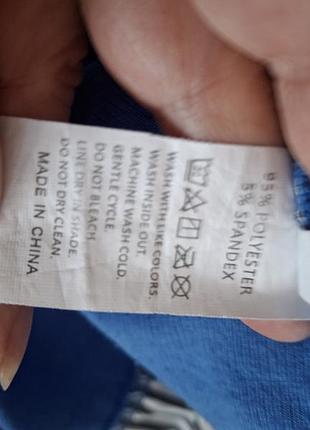 95% POLYESTER
5% SPANDEX
WASH WITH LIKE COLORS.
WASH INSIDE OUT.
MACHINE WASH COLD.
GENTLE CYCLE.
DO NOT BLEACH.
LINE DRY IN SHADE.
DO NOT DRY CLEAN.
MADE IN CHINA